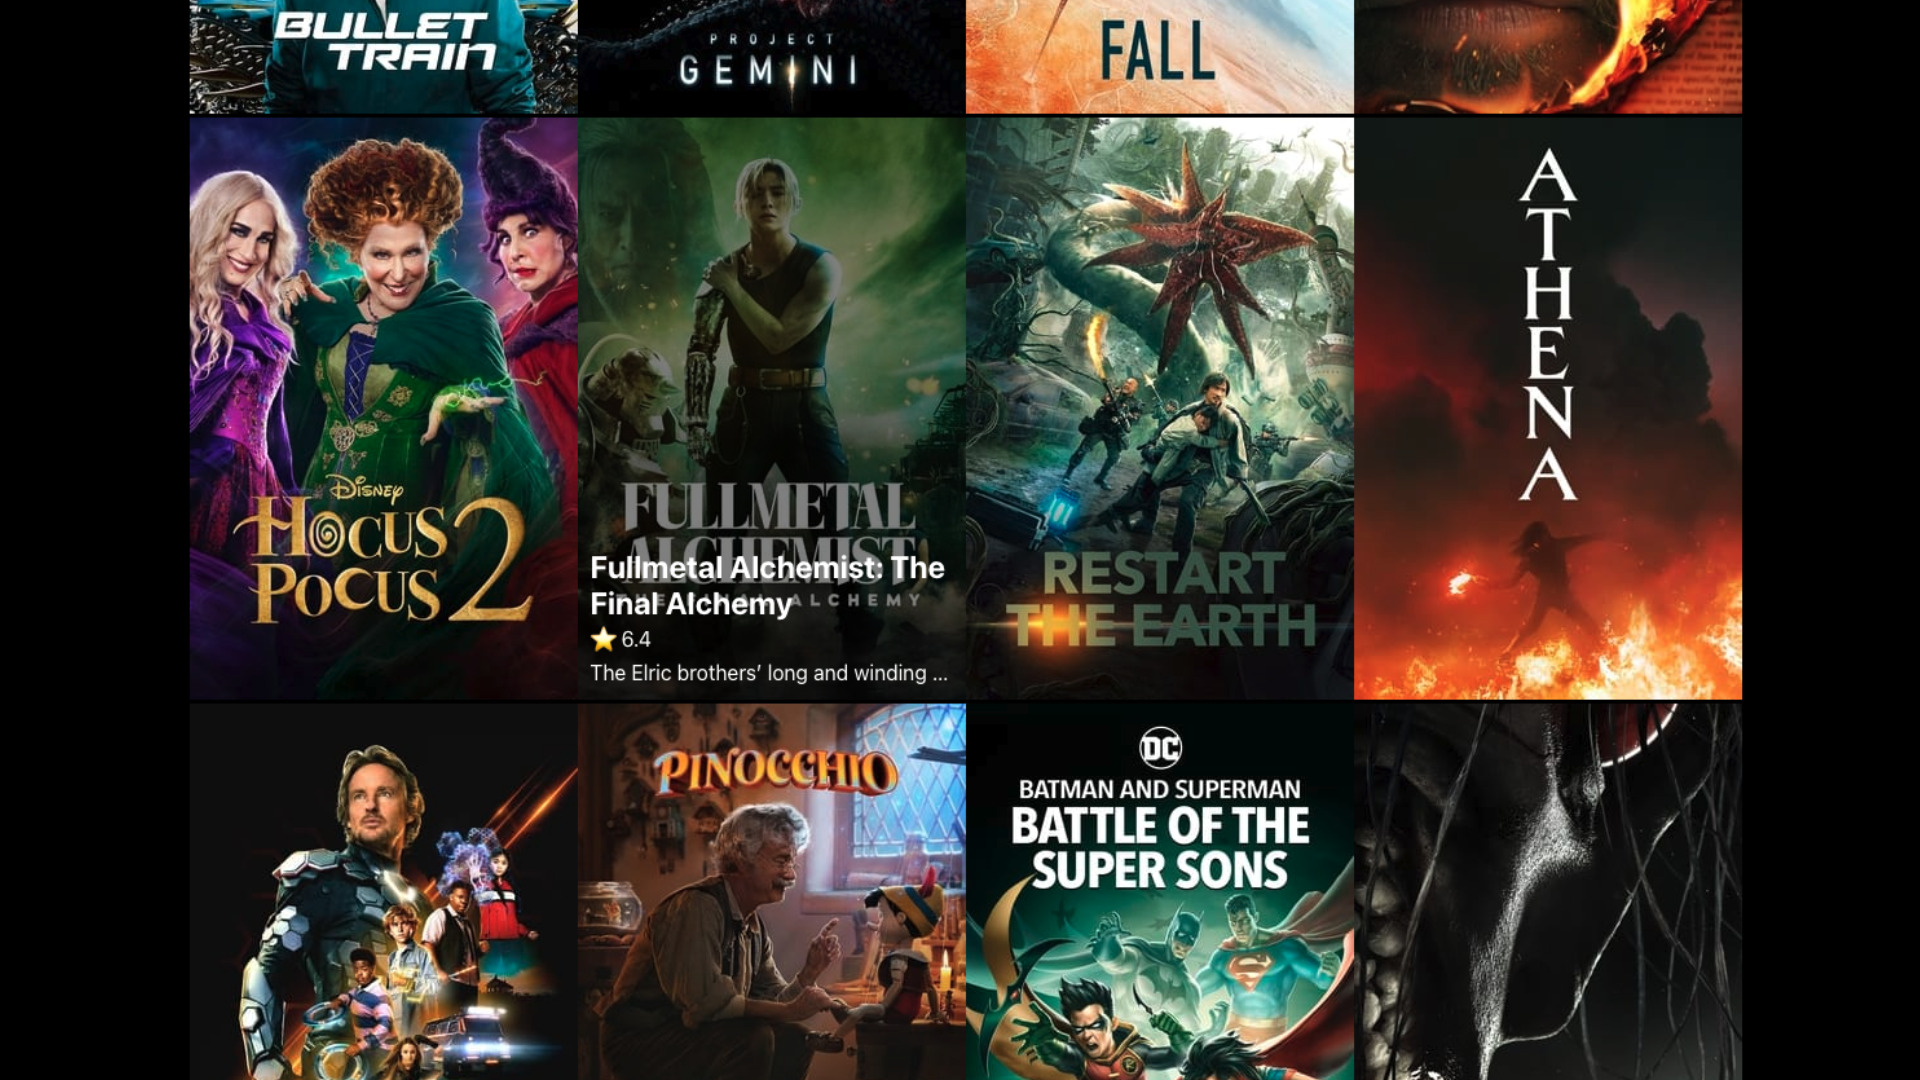 BULLET
TRAIN
PROJECT
GEMINI
FALL
DISNEY
HOCUS
POCUS 2
FULLMETAL
ALCHEMIST
ALCHEMY
Fullmetal Alchemist: The
Final Alchemy
⭐ 6.4
The Elric brothers’ long and winding ...
RESTART
THE EARTH
ATHENA
PINOCCHIO
DC
BATMAN AND SUPERMAN
BATTLE OF THE
SUPER SONS